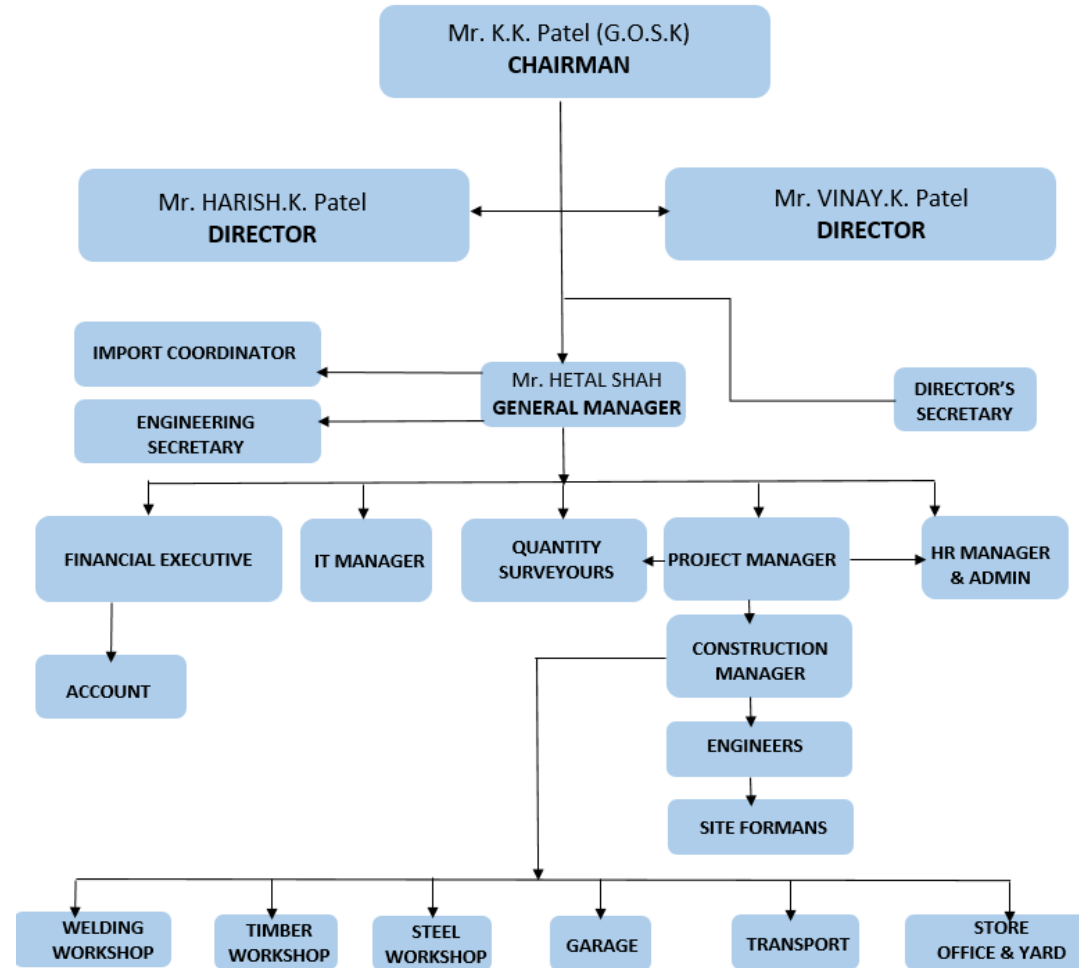 Mr. K.K. Patel (G.O.S.K)
CHAIRMAN
Mr. HARISH.K. Patel
DIRECTOR
Mr. VINAY.K. Patel
DIRECTOR
IMPORT COORDINATOR
ENGINEERING
SECRETARY
Mr. HETAL SHAH
GENERAL MANAGER
DIRECTOR’S
SECRETARY
FINANCIAL EXECUTIVE
IT MANAGER
QUANTITY
SURVEYOURS
PROJECT MANAGER
HR MANAGER
& ADMIN
ACCOUNT
CONSTRUCTION
MANAGER
ENGINEERS
SITE FORMANS
WELDING
WORKSHOP
TIMBER
WORKSHOP
STEEL
WORKSHOP
GARAGE
TRANSPORT
STORE
OFFICE & YARD